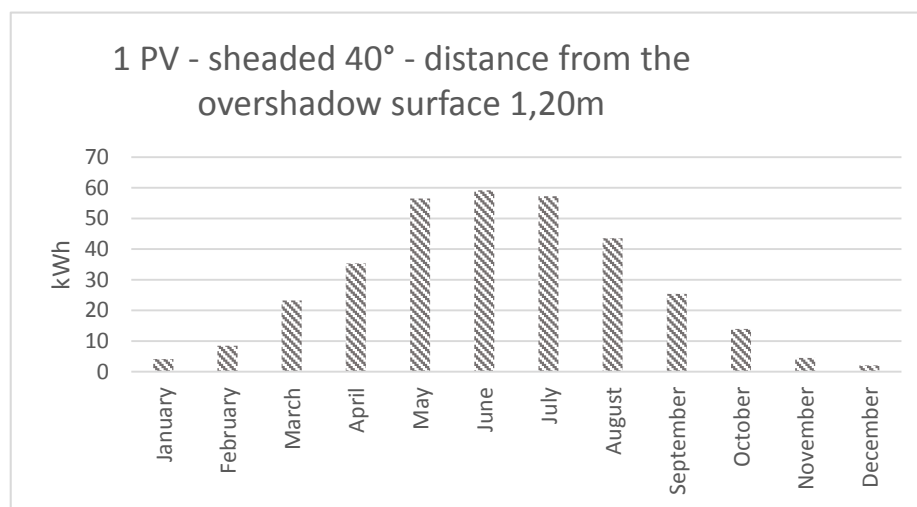 1 PV - sheaded 40° - distance from the
overshadow surface 1,20m
70
60
50
40
30
20
10
0
kWh
January
February
March
April
May
June
July
August
September
October
November
December